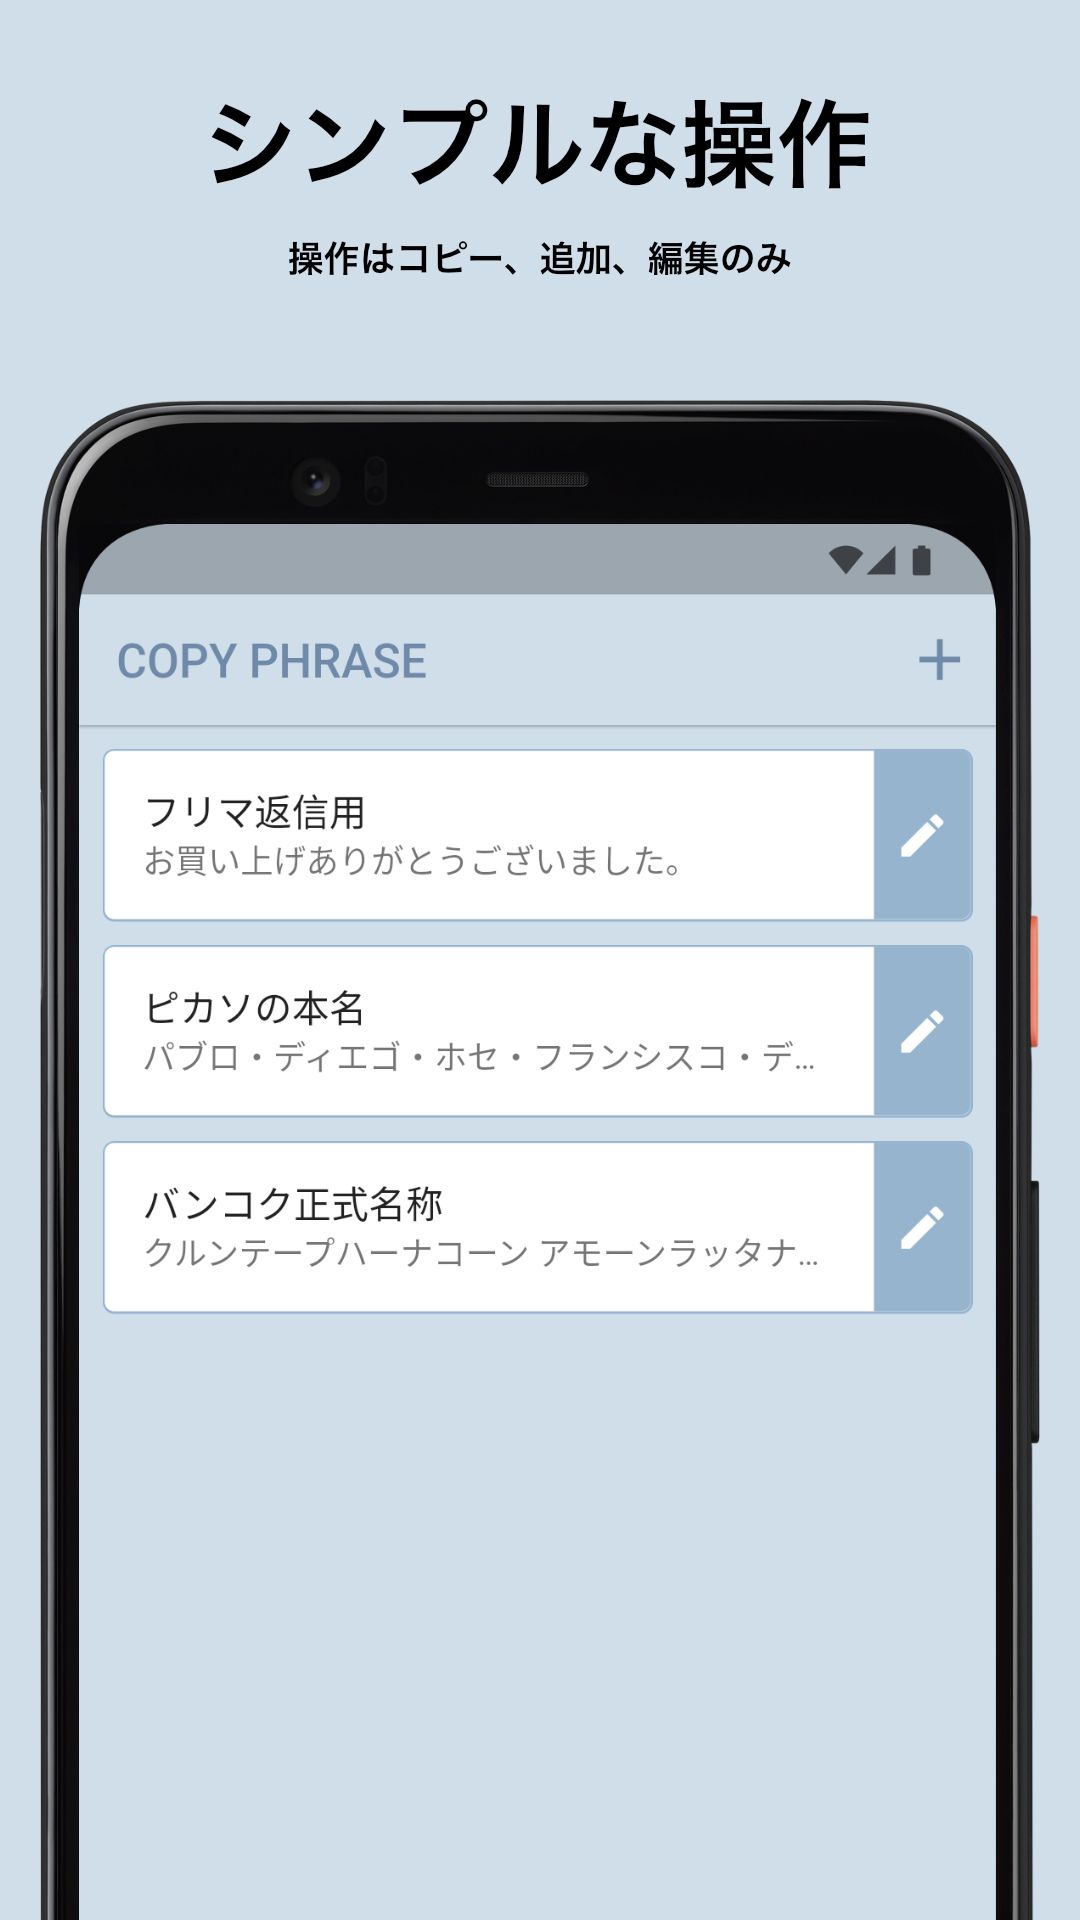 シンプルな操作
操作はコピー、追加、編集のみ
COPY PHRASE
フリマ返信用
お買い上げありがとうございました。
ピカソの本名
パブロ・ディエゴ・ホセ・フランシスコ・デ...
バンコク正式名称
クルンテープハーナコーン アモーンラッタナ...